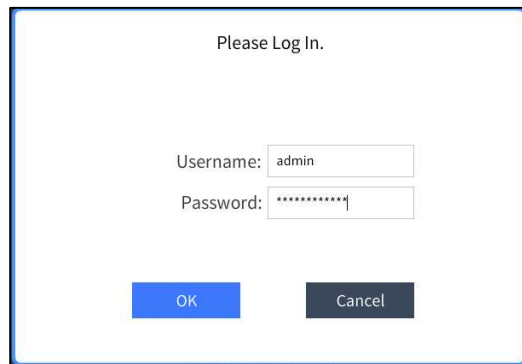 Please Log In.
Username: admin
Password: ************
OK Cancel